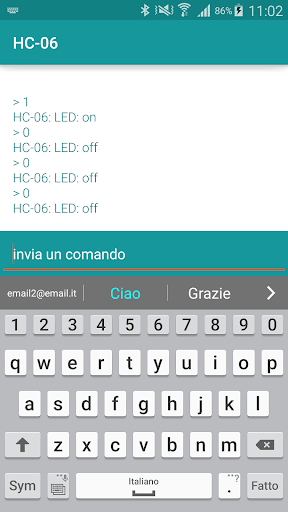 86% 11:02
HC-06
> 1
HC-06: LED: on
> 0
HC-06: LED: off
> 0
HC-06: LED: off
> 0
HC-06: LED: off
invia un comando
email2@email.it Ciao Grazie
1 2 3 4 5 6 7 8 9 0
q w e r t y u i o p
a s d f g h j k l
z x c v b n m
Sym Italiano . Fatto